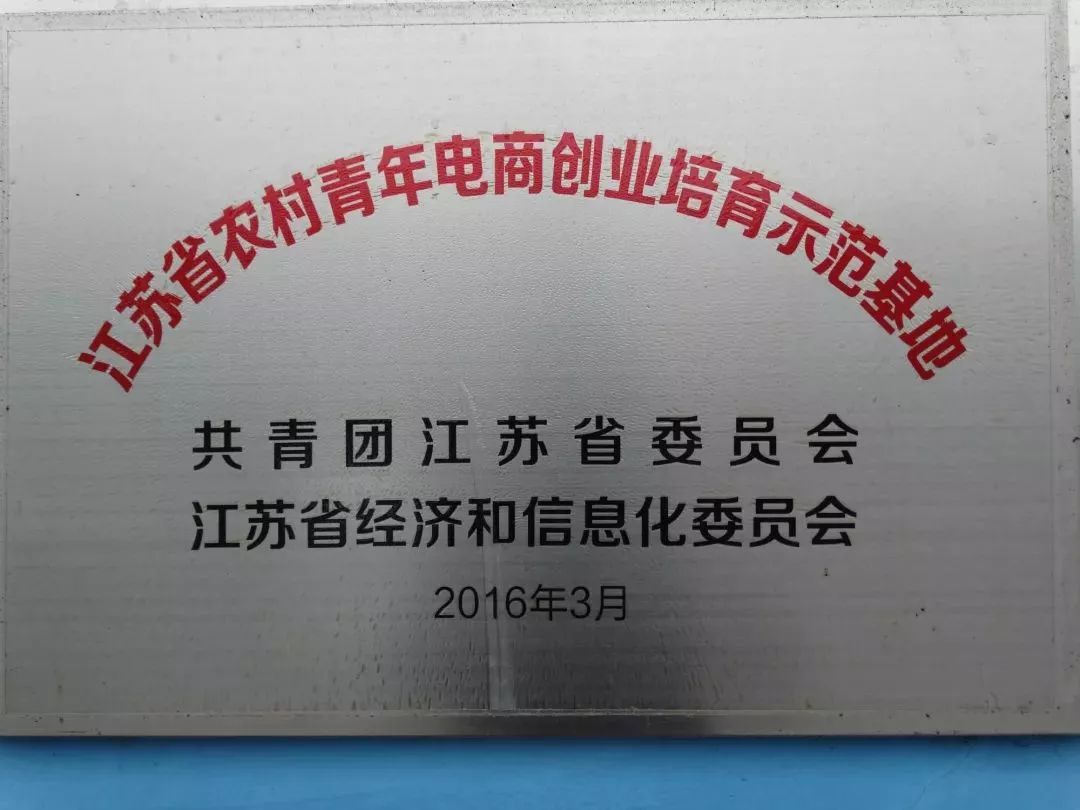 江苏省农村青年电商创业培育示范基地
共青团江苏省委员会
江苏省经济和信息化委员会
2016年3月